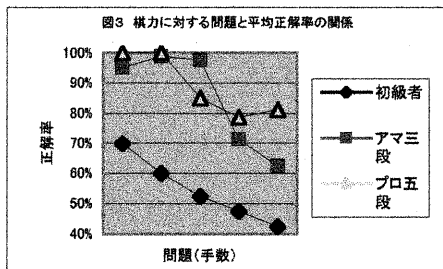 図3 棋力に対する問題と平均正解率の関係
100%
90%
80%
70%
60%
50%
40%
正解率
問題(手数)
初級者
アマ三
段
プロ五
段